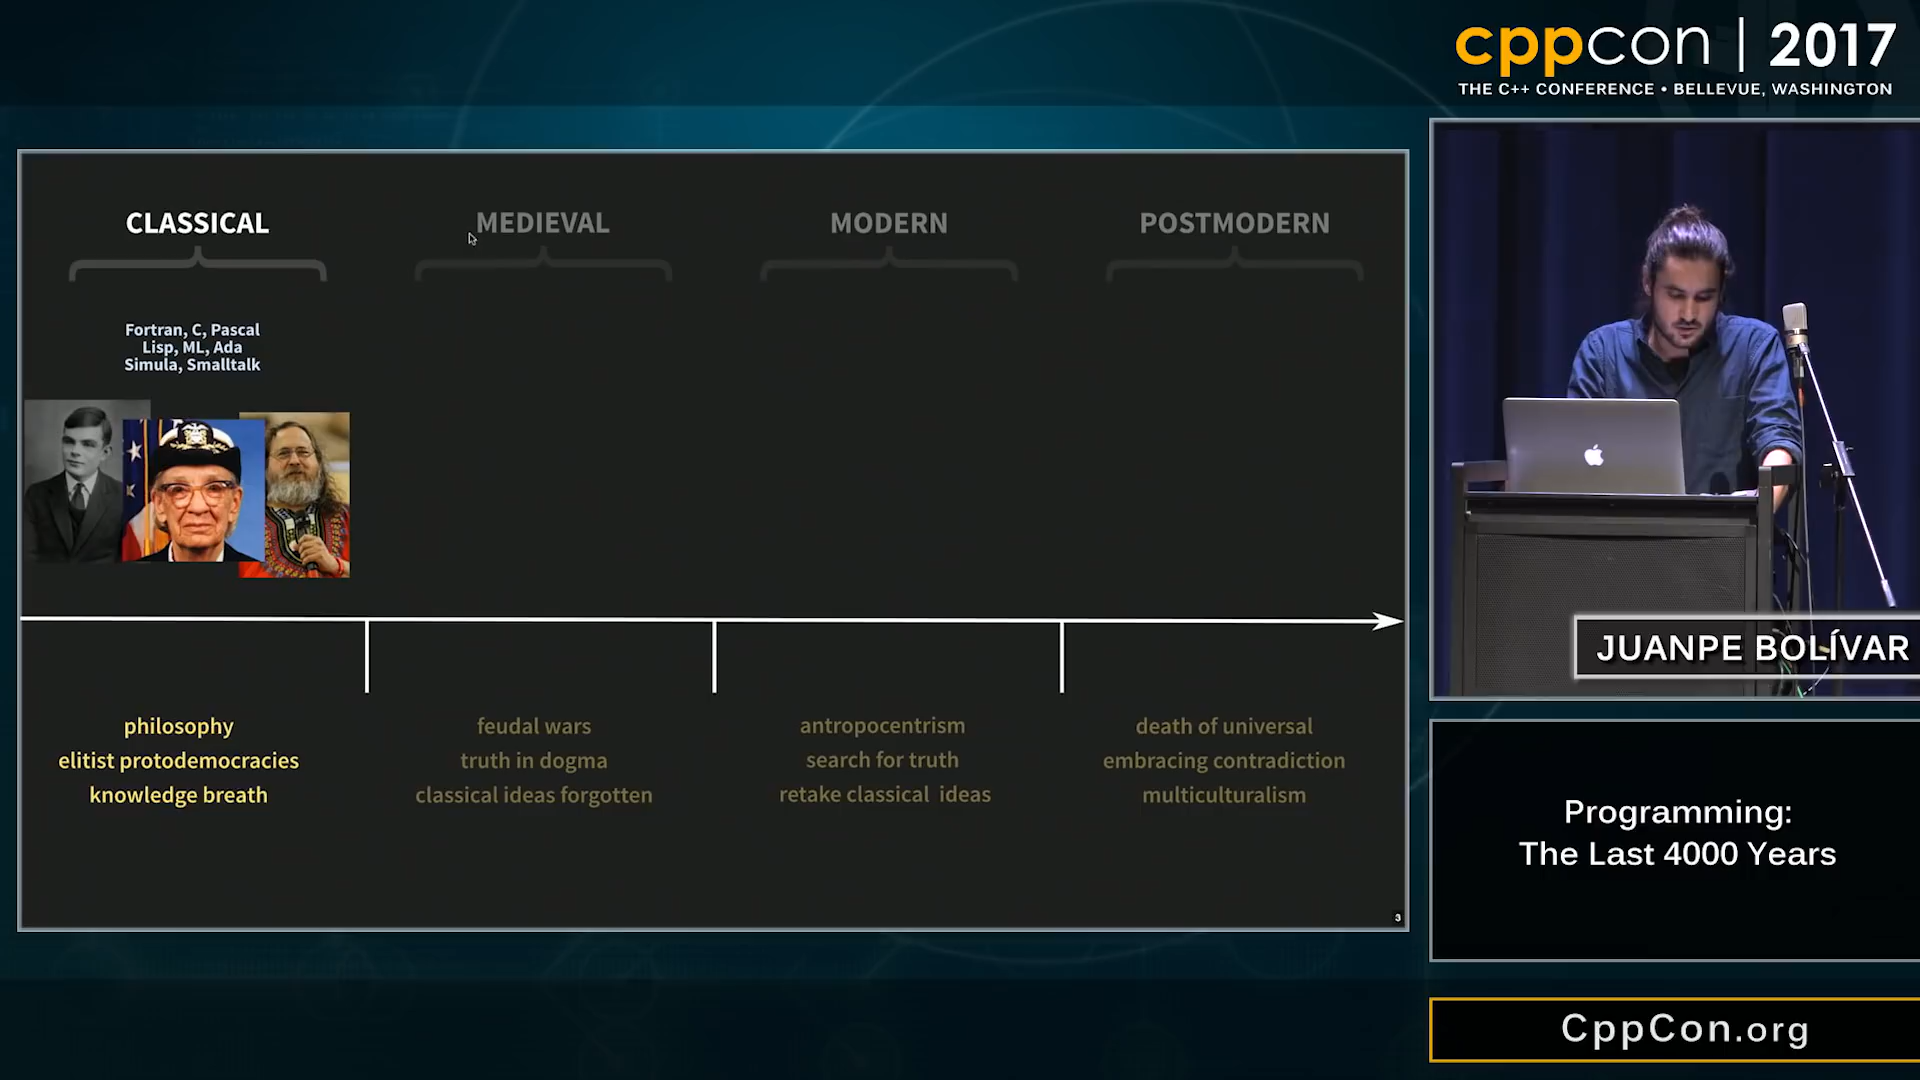 cppcon | 2017
THE C++ CONFERENCE • BELLEVUE, WASHINGTON
CLASSICAL
MEDIEVAL
MODERN
POSTMODERN
Fortran, C, Pascal
Lisp, ML, Ada
Simula, Smalltalk
philosophy
elitist protodemocracies
knowledge breath
feudal wars
truth in dogma
classical ideas forgotten
antropocentrism
search for truth
retake classical ideas
death of universal
embracing contradiction
multiculturalism
3
JUANPE BOLÍVAR
Programming:
The Last 4000 Years
CppCon.org